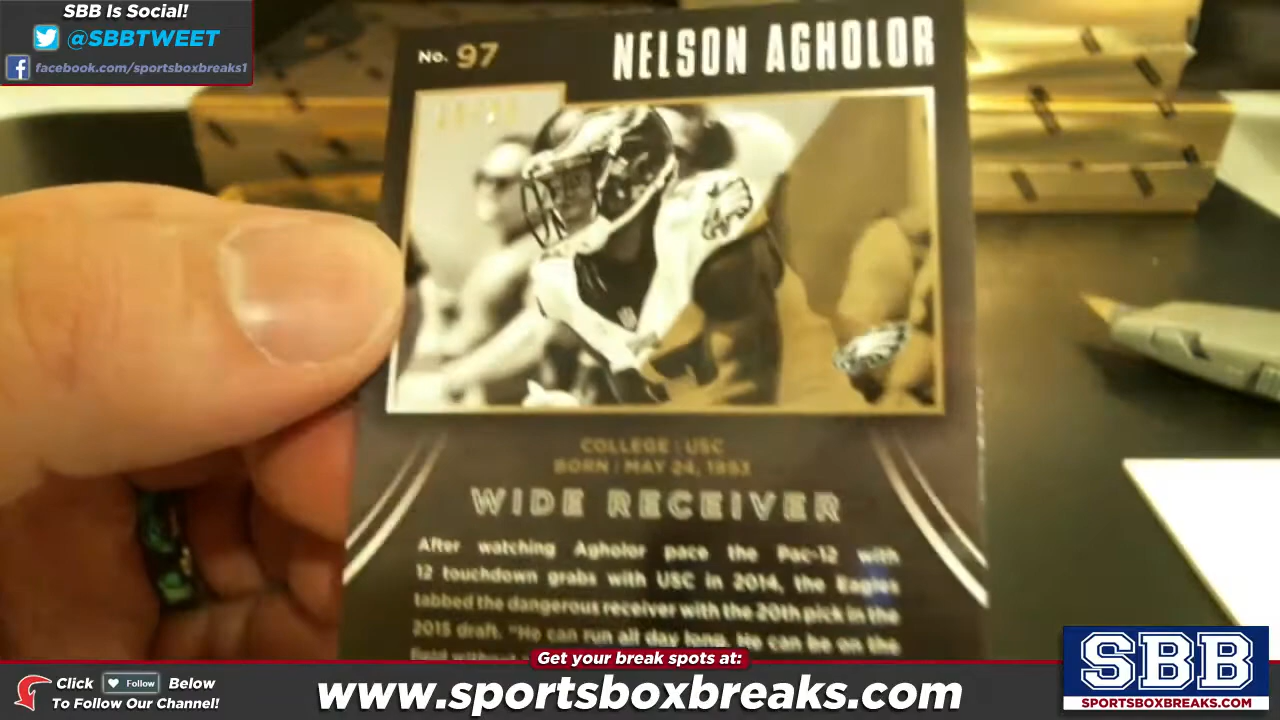 SBB Is Social!
@SBBTWEET
facebook.com/sportsboxbreaks1
No. 97
NELSON AGHOLOR
COLLEGE : USC
BORN : MAY 24, 1993
WIDE RECEIVER
After watching Agholor pace the Pac-12 with
12 touchdown grabs with USC in 2014, the Eagles
tabbed the dangerous receiver with the 20th pick in the
2015 draft. "He can run all day long. He can be on the
field without
Get your break spots at:
Click Follow Below
To Follow Our Channel!
www.sportsboxbreaks.com
SBB
SPORTSBOXBREAKS.COM